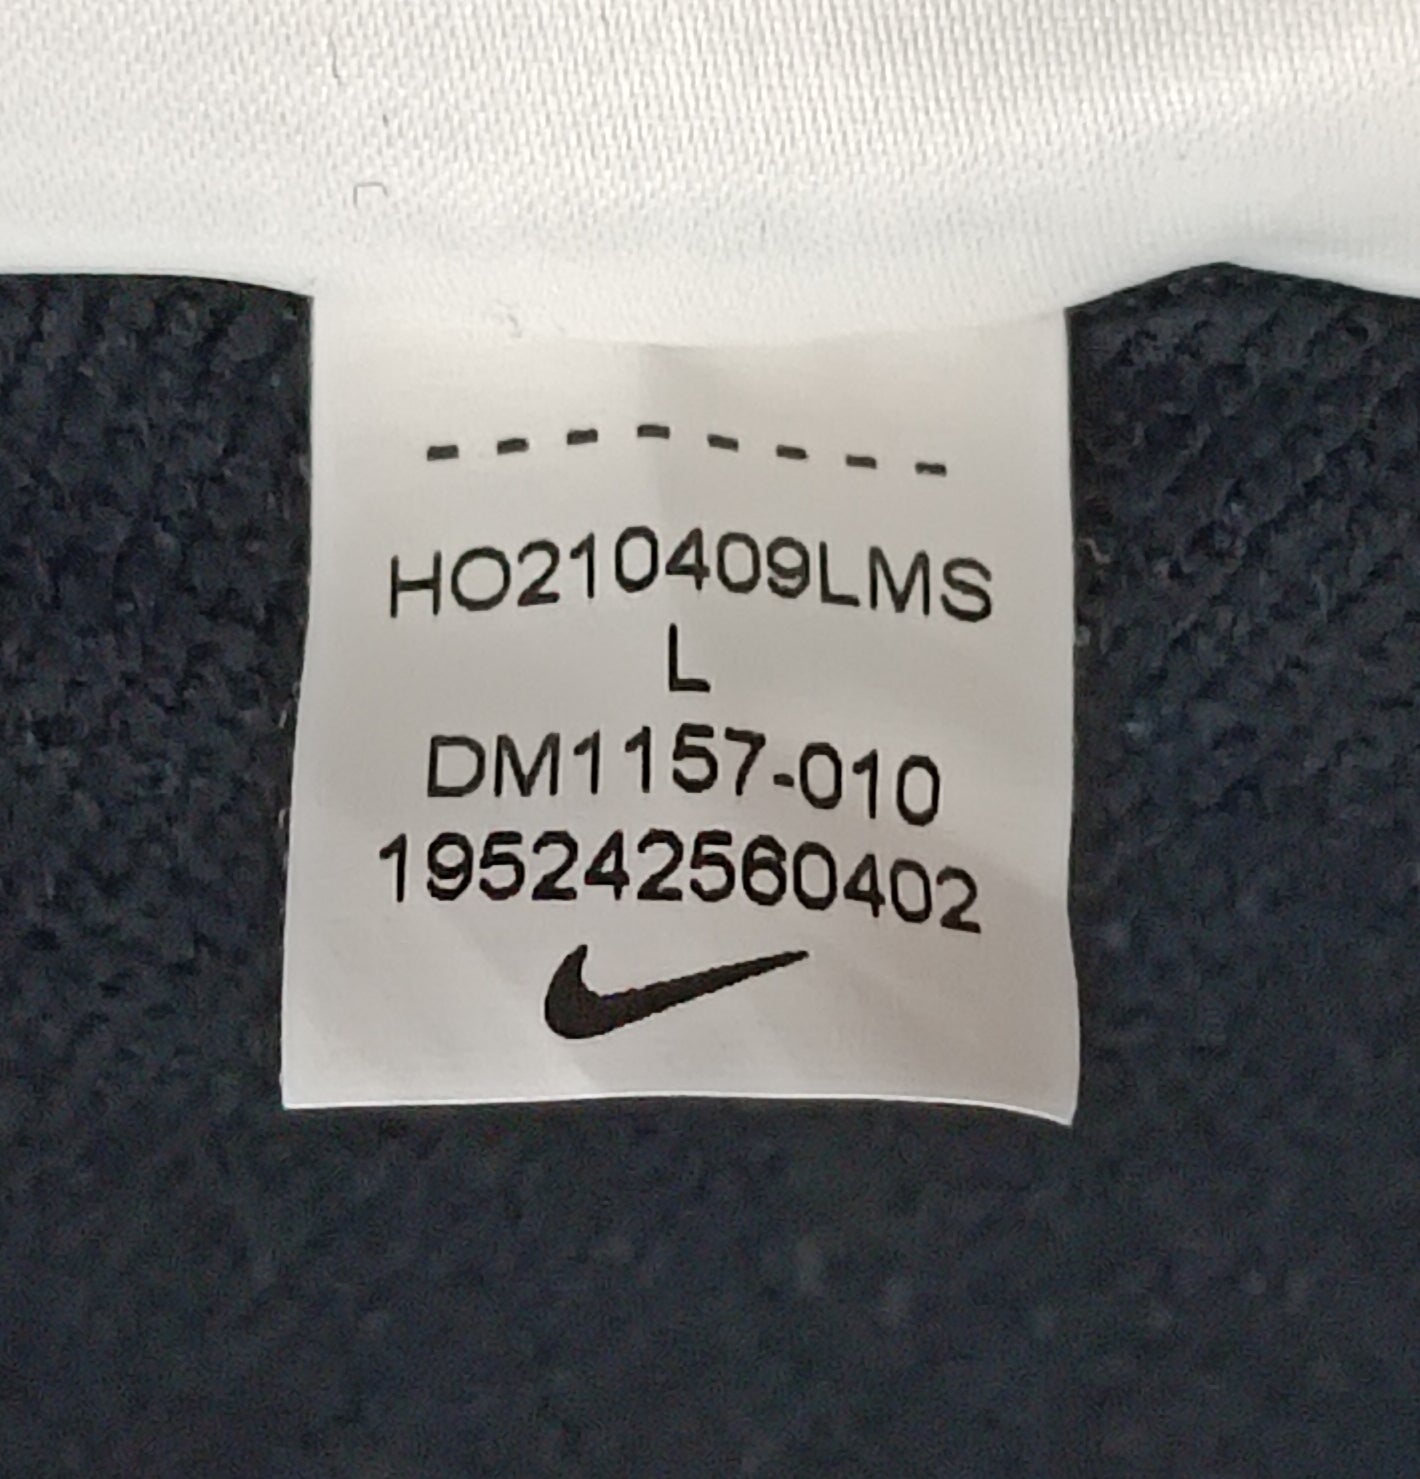 --------
HO210409LMS
L
DM1157-010
195242560402